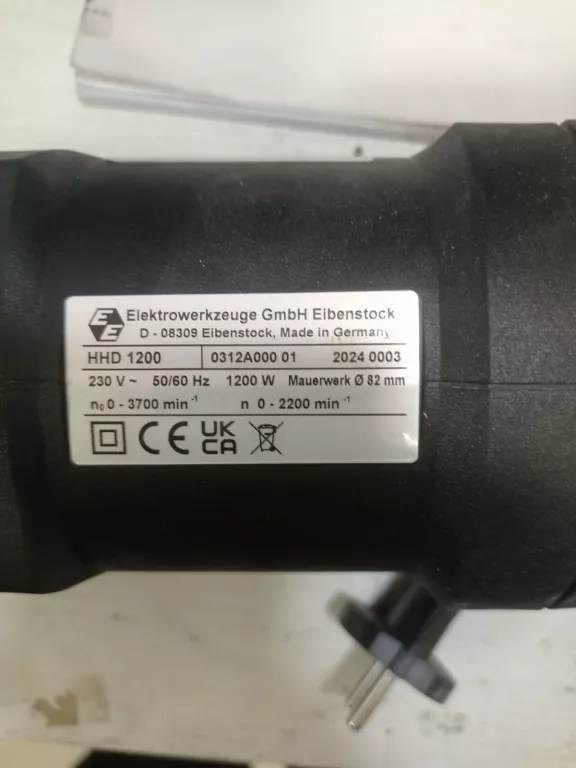 EE Elektrowerkzeuge GmbH Eibenstock
D - 08309 Eibenstock, Made in Germany
HHD 1200 0312A000 01 2024 0003
230 V ~ 50/60 Hz 1200 W Mauerwerk Ø 82 mm
n₀ 0 - 3700 min⁻¹ n 0 - 2200 min⁻¹
CE UK CA